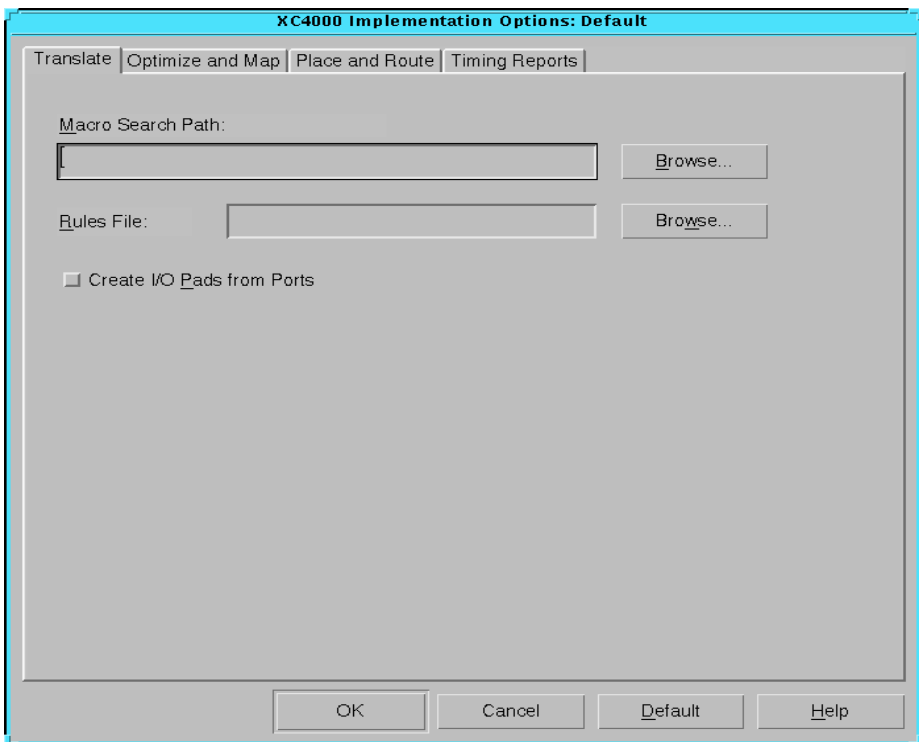 XC4000 Implementation Options: Default
Translate Optimize and Map Place and Route Timing Reports
Macro Search Path:
Browse...
Rules File: Browse...
Create I/O Pads from Ports
OK Cancel Default Help